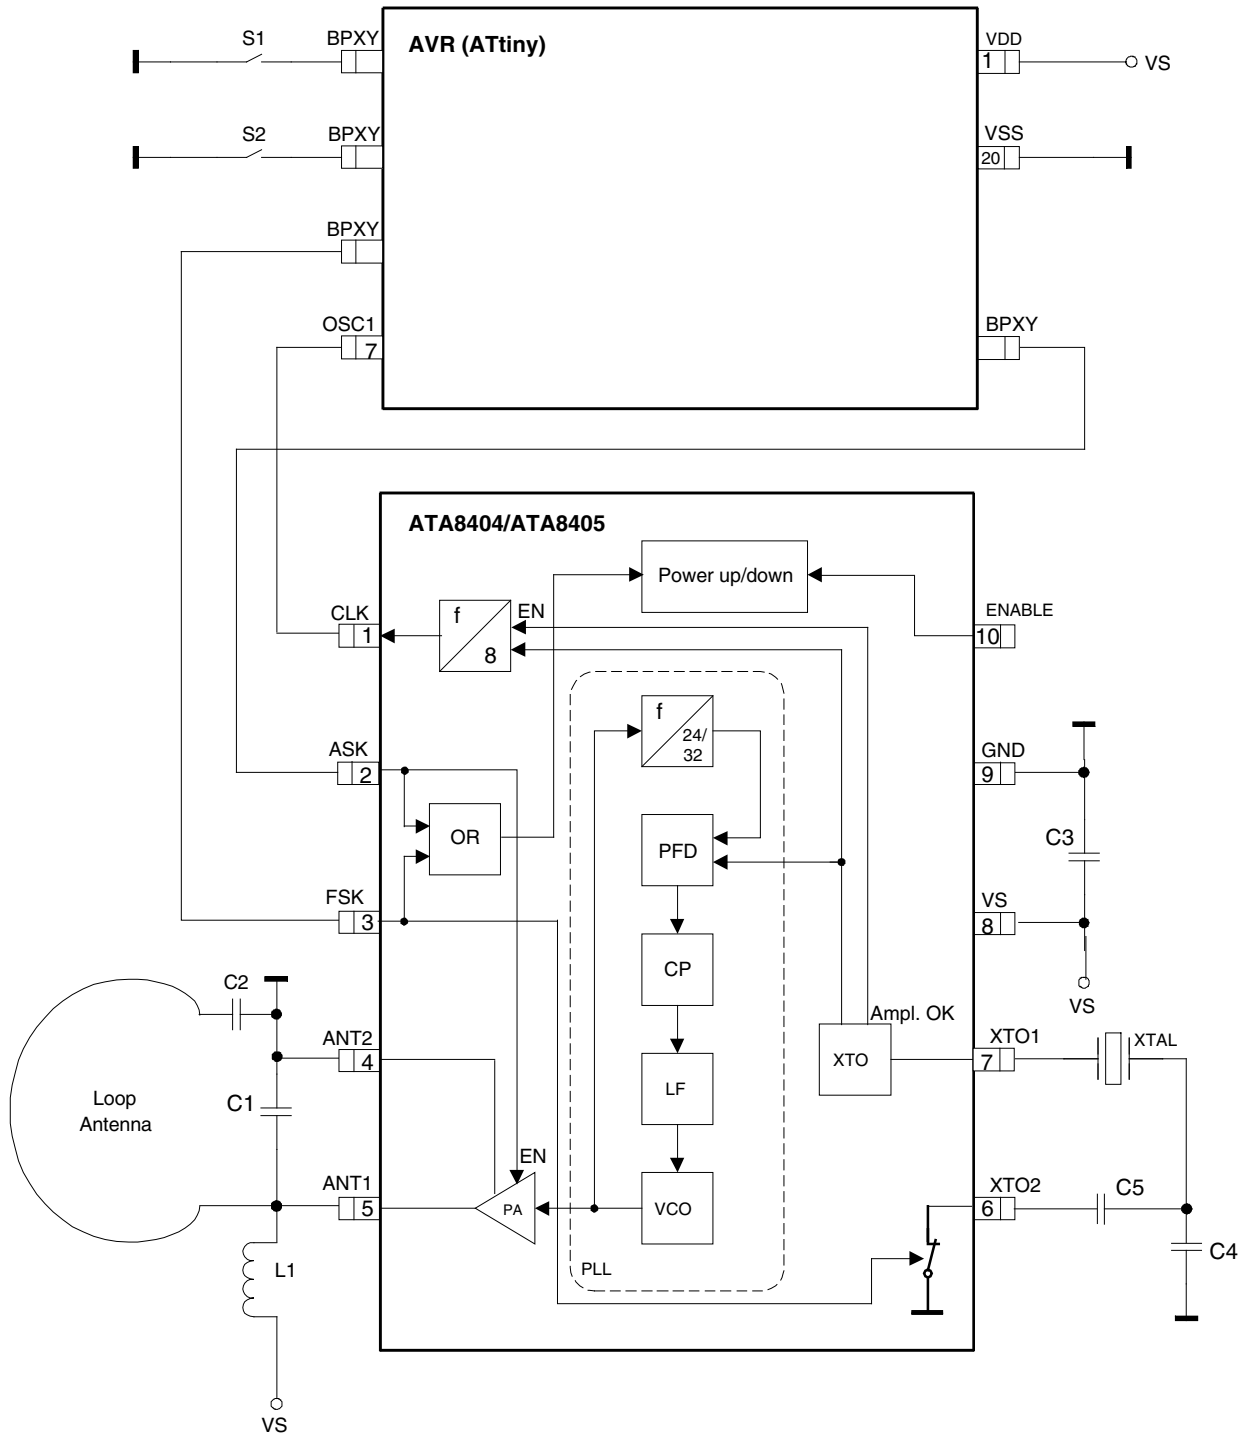 S1
BPXY
AVR (ATtiny)
VDD
1
VS
S2
BPXY
VSS
20
BPXY
OSC1
7
BPXY
ATA8404/ATA8405
Power up/down
CLK
1
f
8
EN
ENABLE
10
f
24/
32
ASK
2
GND
9
OR
PFD
C3
FSK
3
VS
8
CP
C2
VS
Ampl. OK
ANT2
4
XTO
XTO1
7
XTAL
Loop
Antenna
C1
LF
EN
ANT1
5
PA
VCO
XTO2
6
C5
C4
L1
PLL
VS